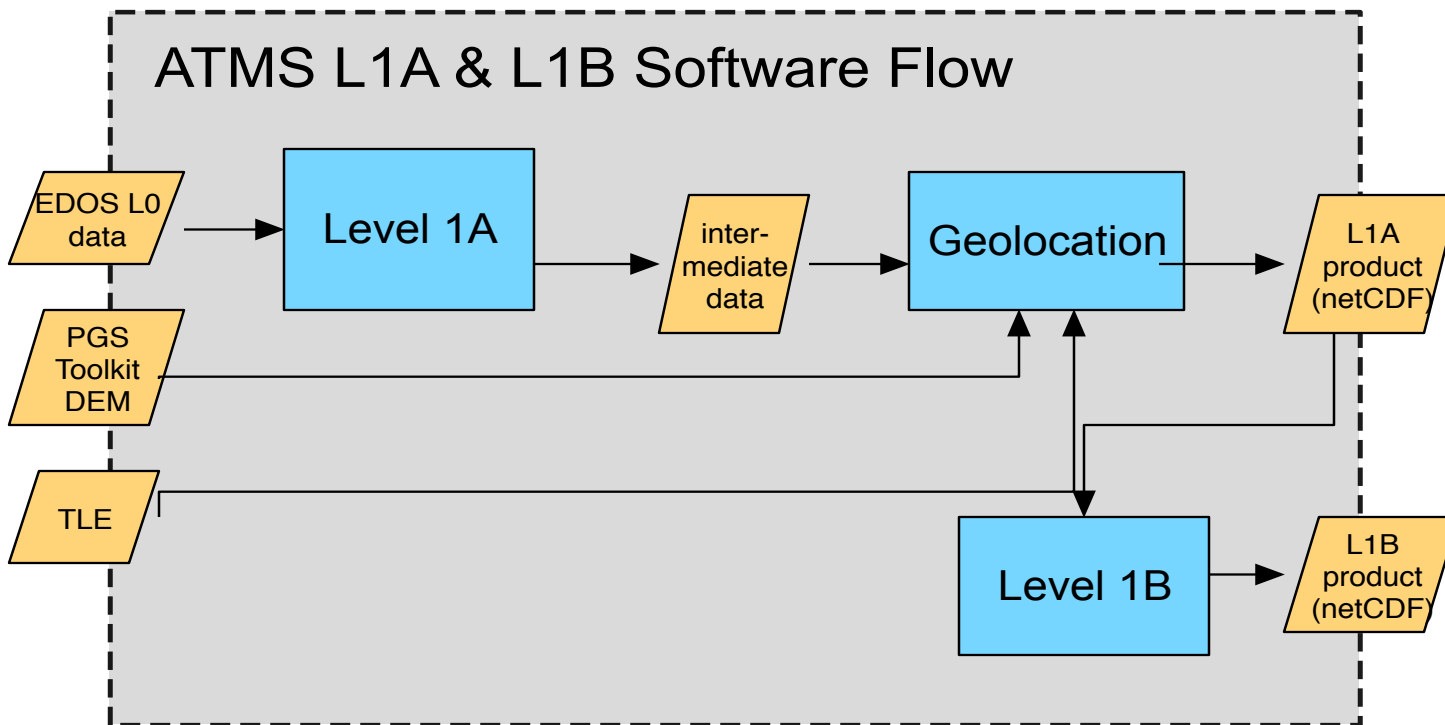 ATMS L1A & L1B Software Flow
EDOS L0
data
Level 1A
inter-
mediate
data
Geolocation
L1A
product
(netCDF)
PGS
Toolkit
DEM
TLE
Level 1B
L1B
product
(netCDF)